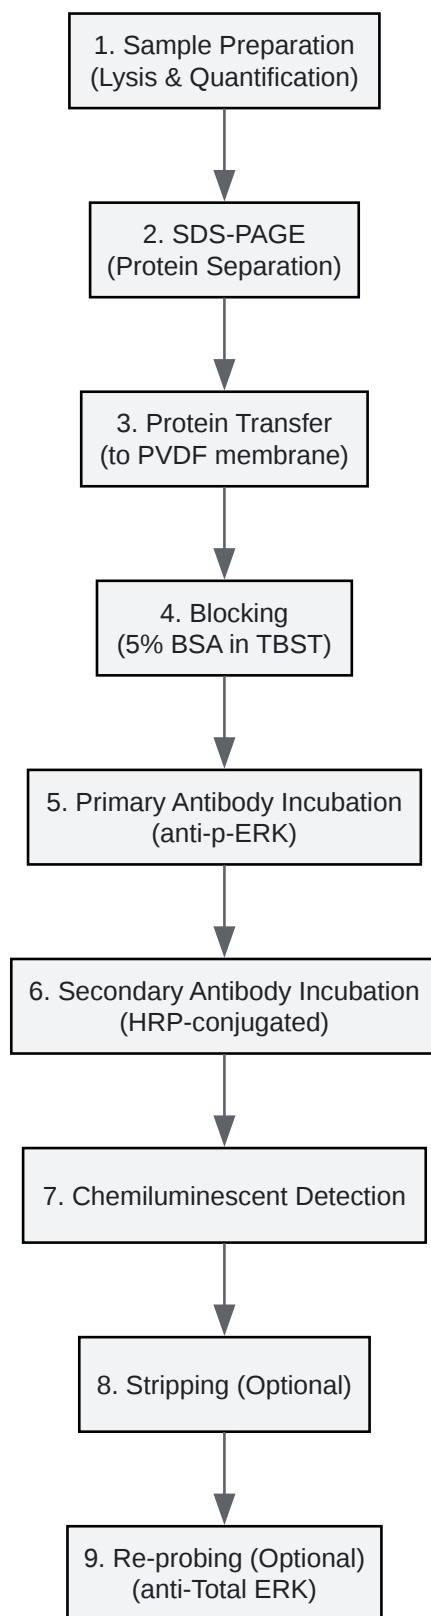 1. Sample Preparation
(Lysis & Quantification)
2. SDS-PAGE
(Protein Separation)
3. Protein Transfer
(to PVDF membrane)
4. Blocking
(5% BSA in TBST)
5. Primary Antibody Incubation
(anti-p-ERK)
6. Secondary Antibody Incubation
(HRP-conjugated)
7. Chemiluminescent Detection
8. Stripping (Optional)
9. Re-probing (Optional)
(anti-Total ERK)